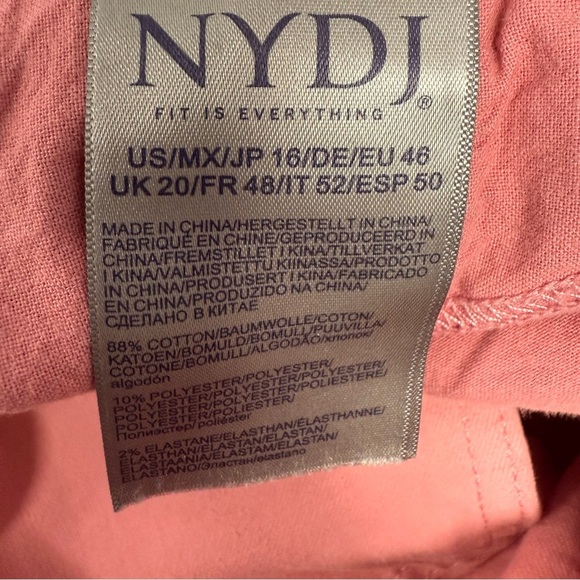 NYDJ®
FIT IS EVERYTHING
US/MX/JP 16/DE/EU 46
UK 20/FR 48/IT 52/ESP 50
MADE IN CHINA/HERGESTELLT IN CHINA/
FABRIQUÉ EN CHINE/GEPRODUCEERD IN
CHINA/FREMSTILLET I KINA/TILLVERKAT
I KINA/VALMISTETTU KIINASSA/PRODOTTO
IN CHINA/PRODUSERT I KINA/FABRICADO
EN CHINA/PRODUZIDO NA CHINA/
СДЕЛАНО В КИТАЕ
88% COTTON/BAUMWOLLE/COTON/
KATOEN/BOMULD/BOMULL/PUUVILLA/
COTONE/BOMULL/ALGODÃO/хлопок/
algodón
10% POLYESTER/POLYESTER/
POLYESTER/POLYESTER/POLYESTER/
POLYESTER/POLYESTERI/POLIESTERE/
POLYESTER/POLYESTER/
Полиэстер/poliéster
2% ELASTANE/ELASTHAN/ÉLASTHANNE/
ELASTHAN/ELASTAN/ELASTAN/
ELASTAANIA/ELASTAM/ELASTAN/
ELASTANO/Эластан/elastano